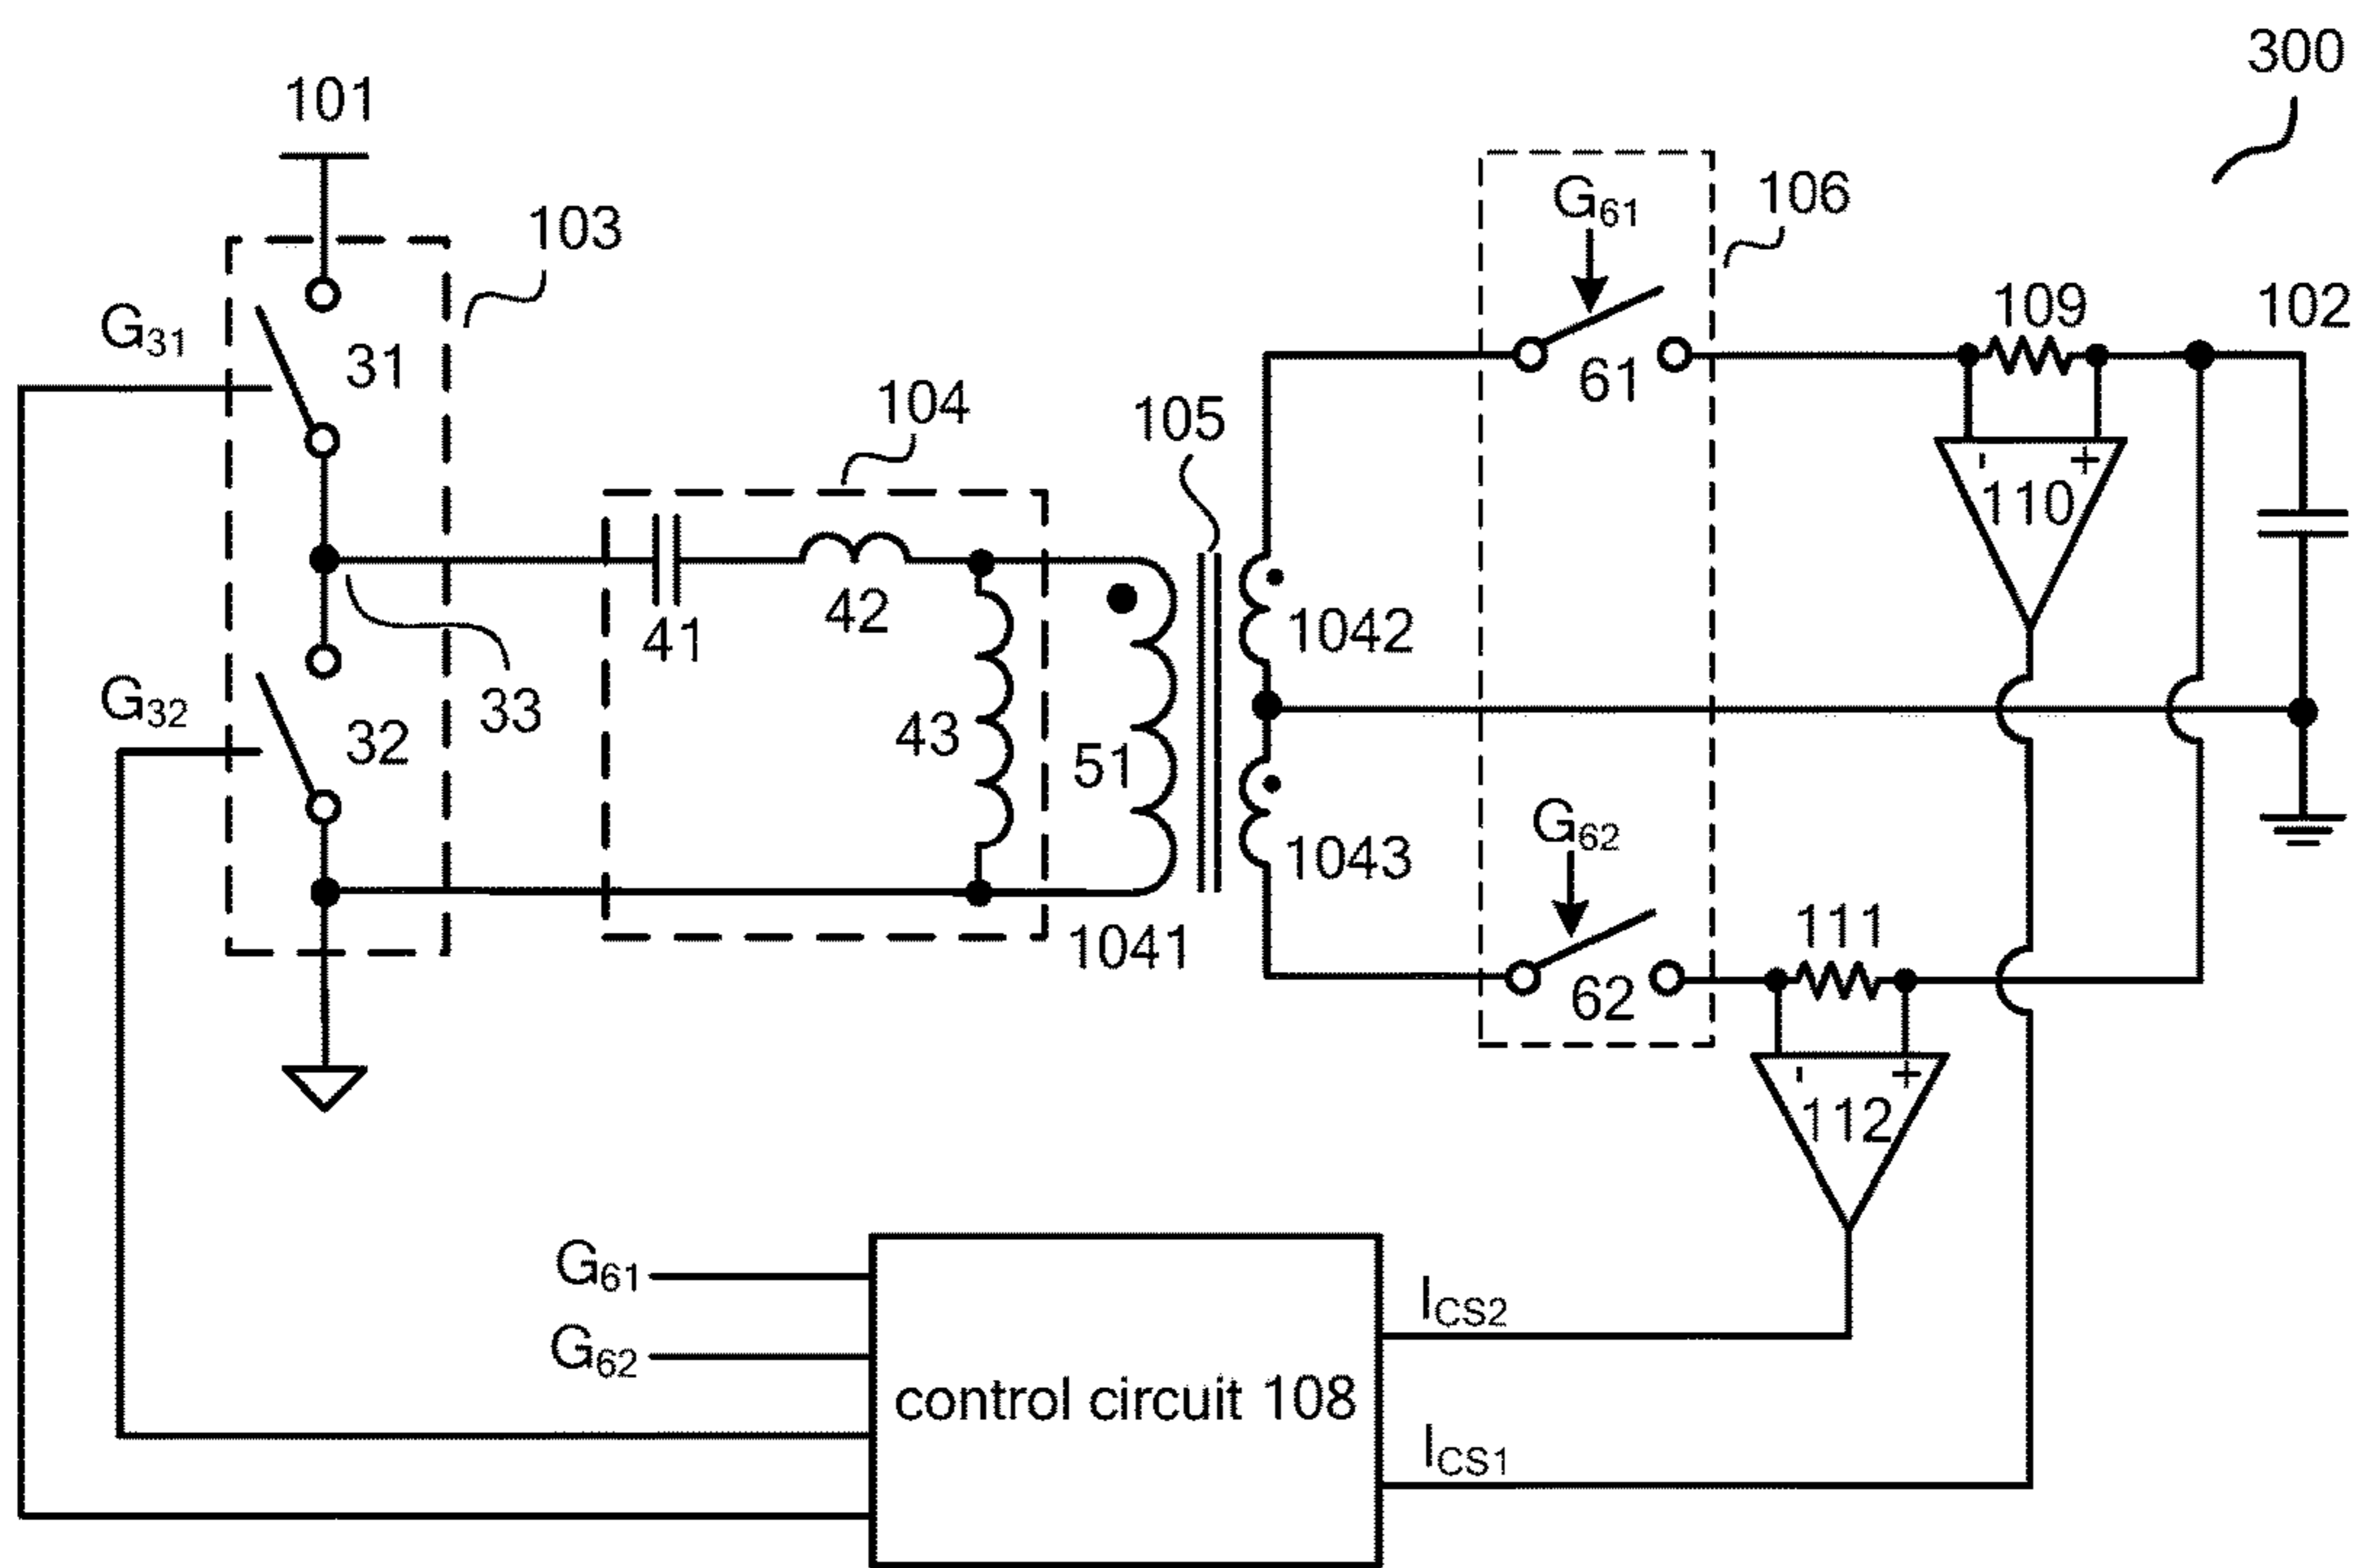 300
101
103
G61
106
G31
31
109
102
104
105
- +
110
41
42
1042
G32
33
32
43
51
1043
G62
1041
111
62
61
- +
112
G61
G62
control circuit 108
ICS2
ICS1